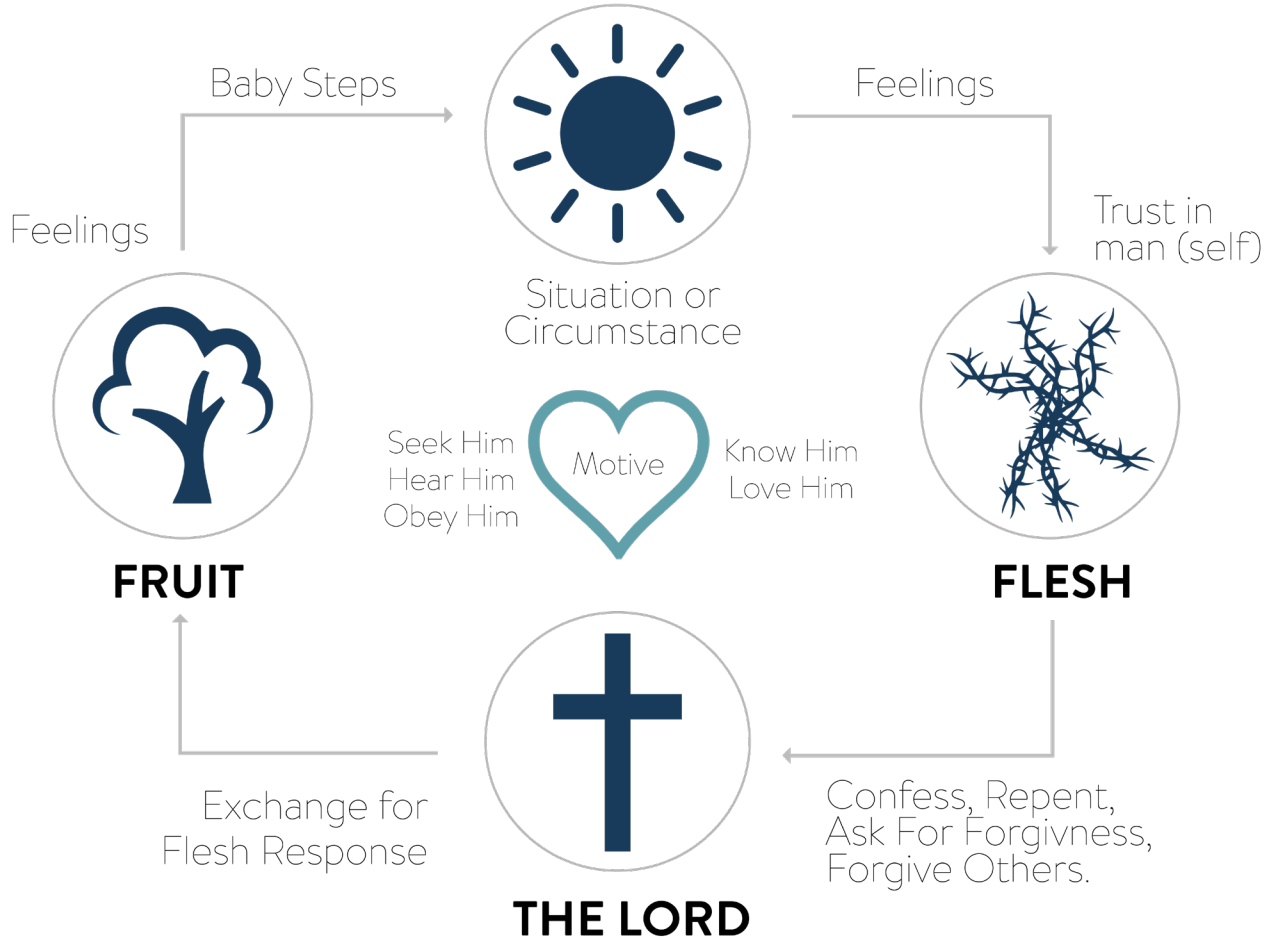 Baby Steps
Feelings
Feelings
Trust in
man (self)
Situation or
Circumstance
Seek Him
Hear Him
Obey Him
Motive
Know Him
Love Him
FRUIT
FLESH
Exchange for
Flesh Response
Confess, Repent,
Ask For Forgivness,
Forgive Others.
THE LORD